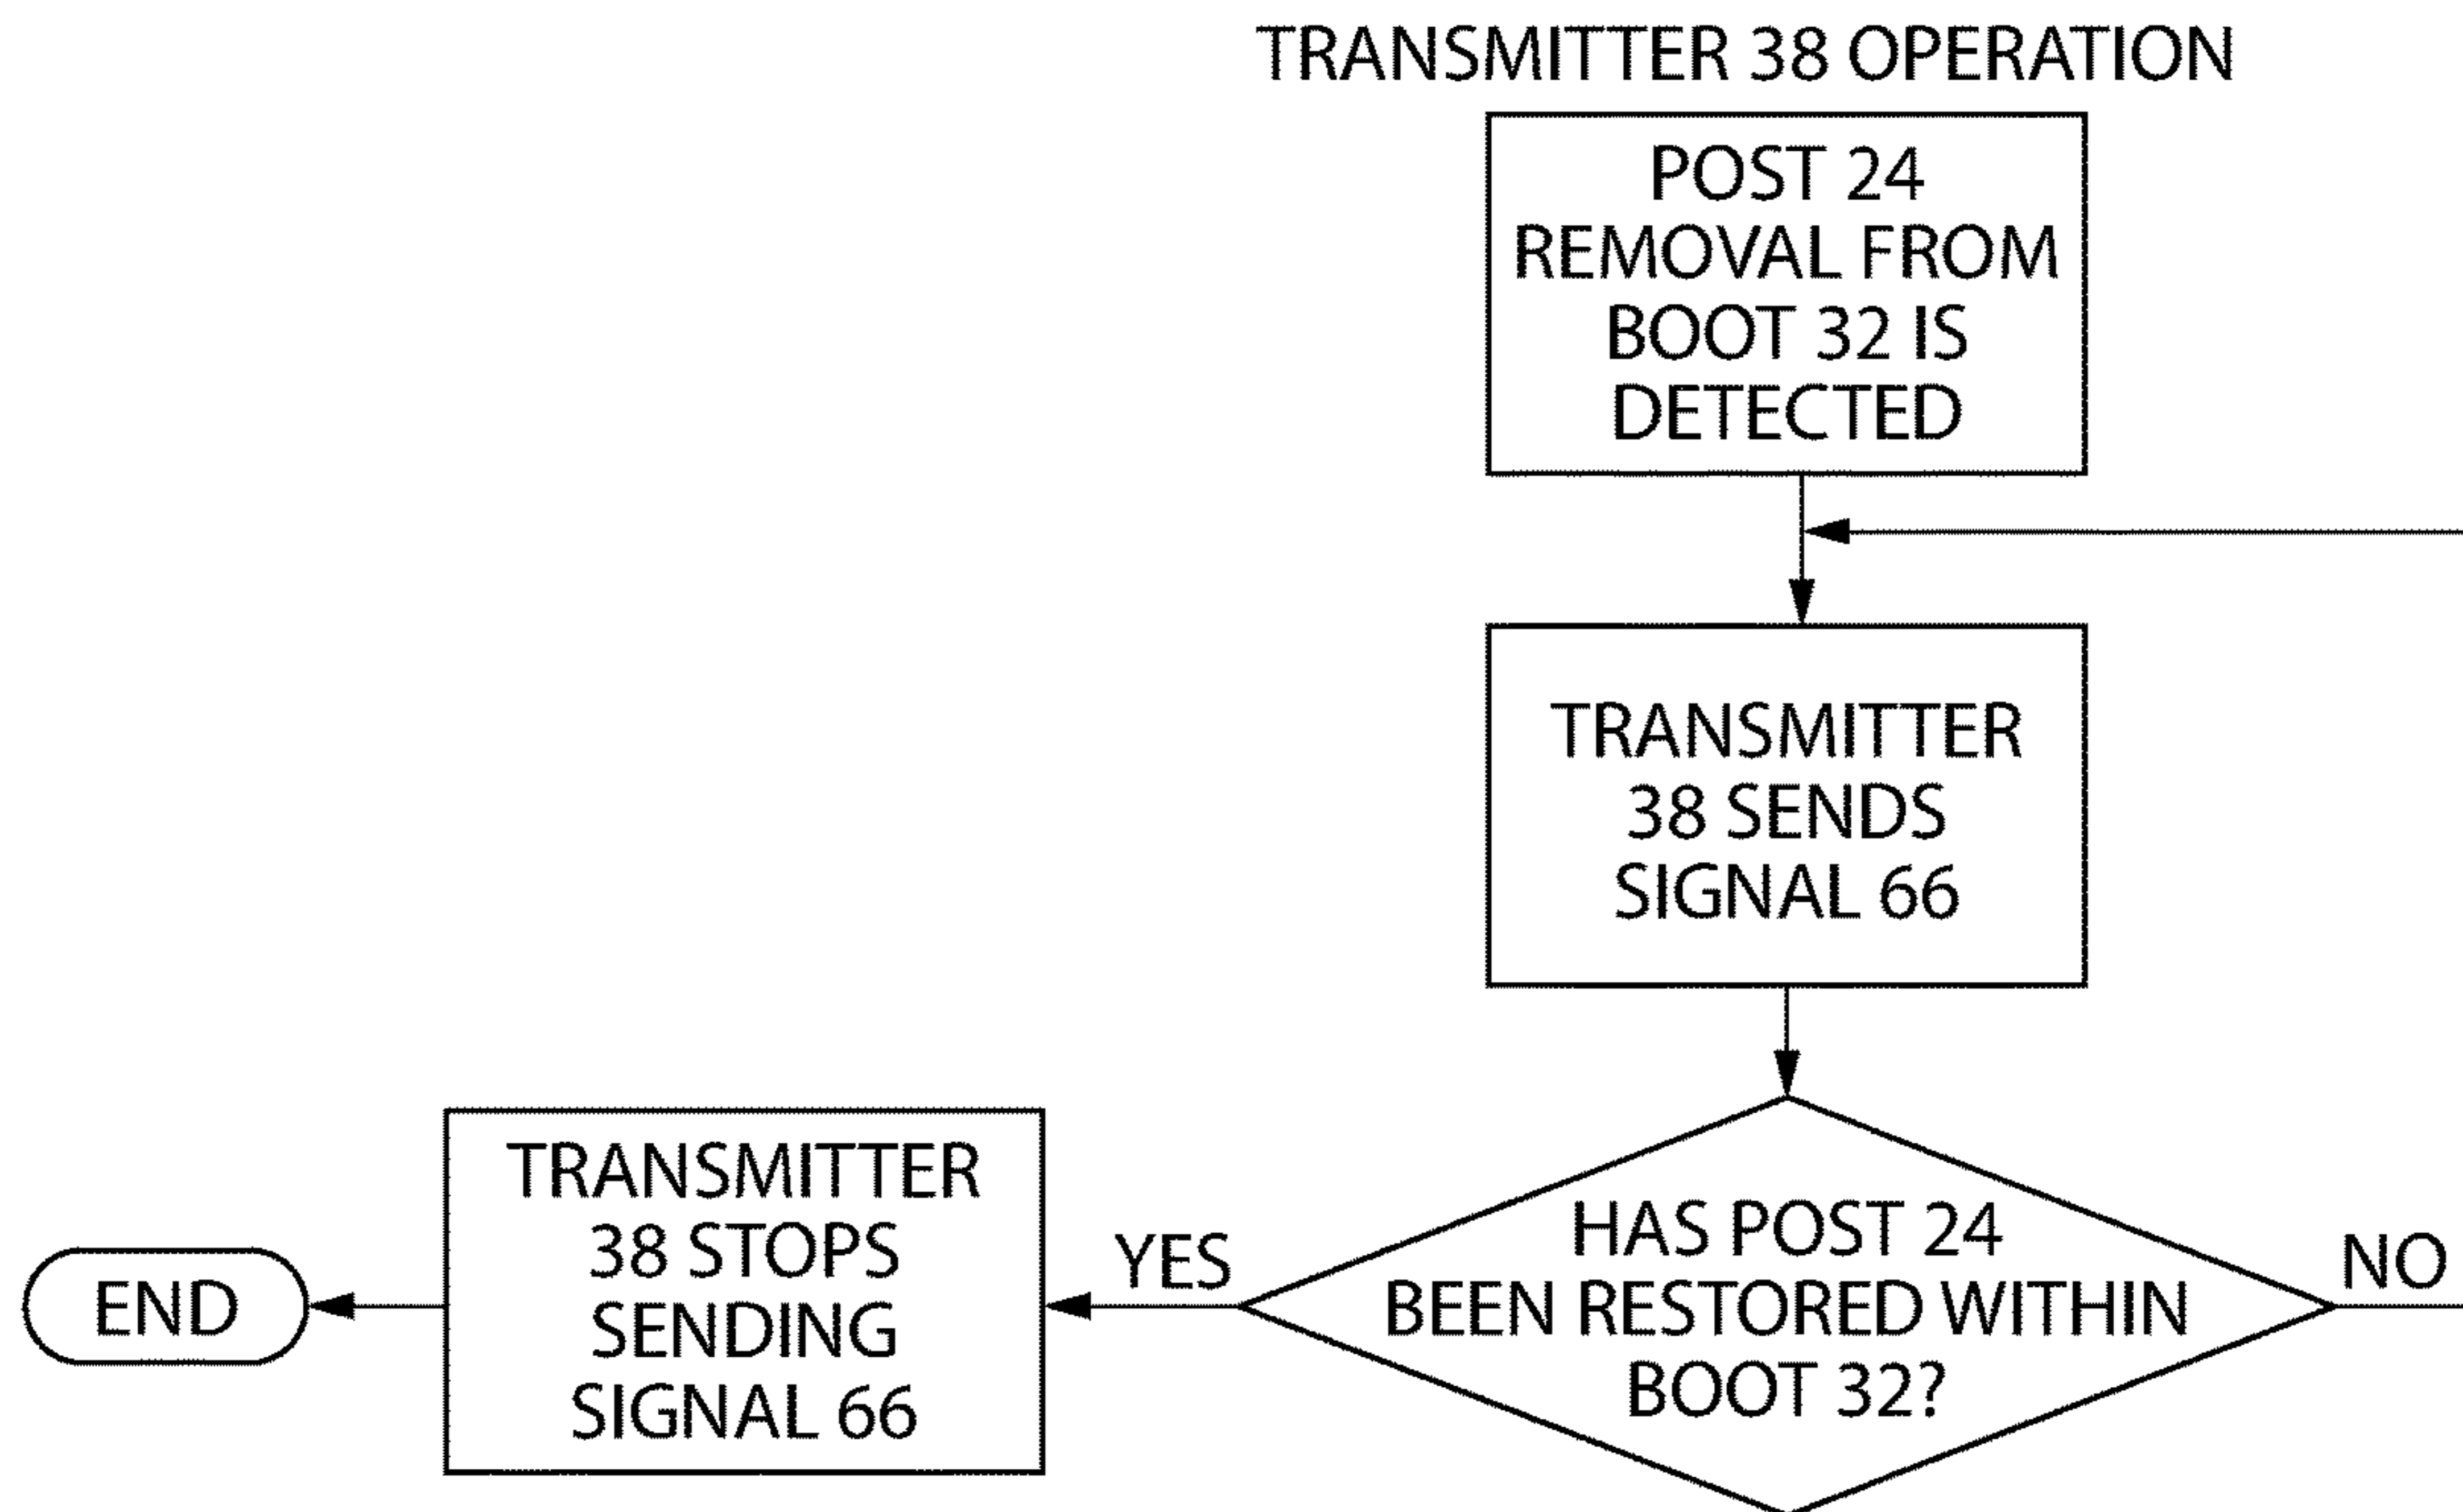 TRANSMITTER 38 OPERATION
POST 24
REMOVAL FROM
BOOT 32 IS
DETECTED
TRANSMITTER
38 SENDS
SIGNAL 66
HAS POST 24
BEEN RESTORED WITHIN
BOOT 32?
NO
YES
TRANSMITTER
38 STOPS
SENDING
SIGNAL 66
END